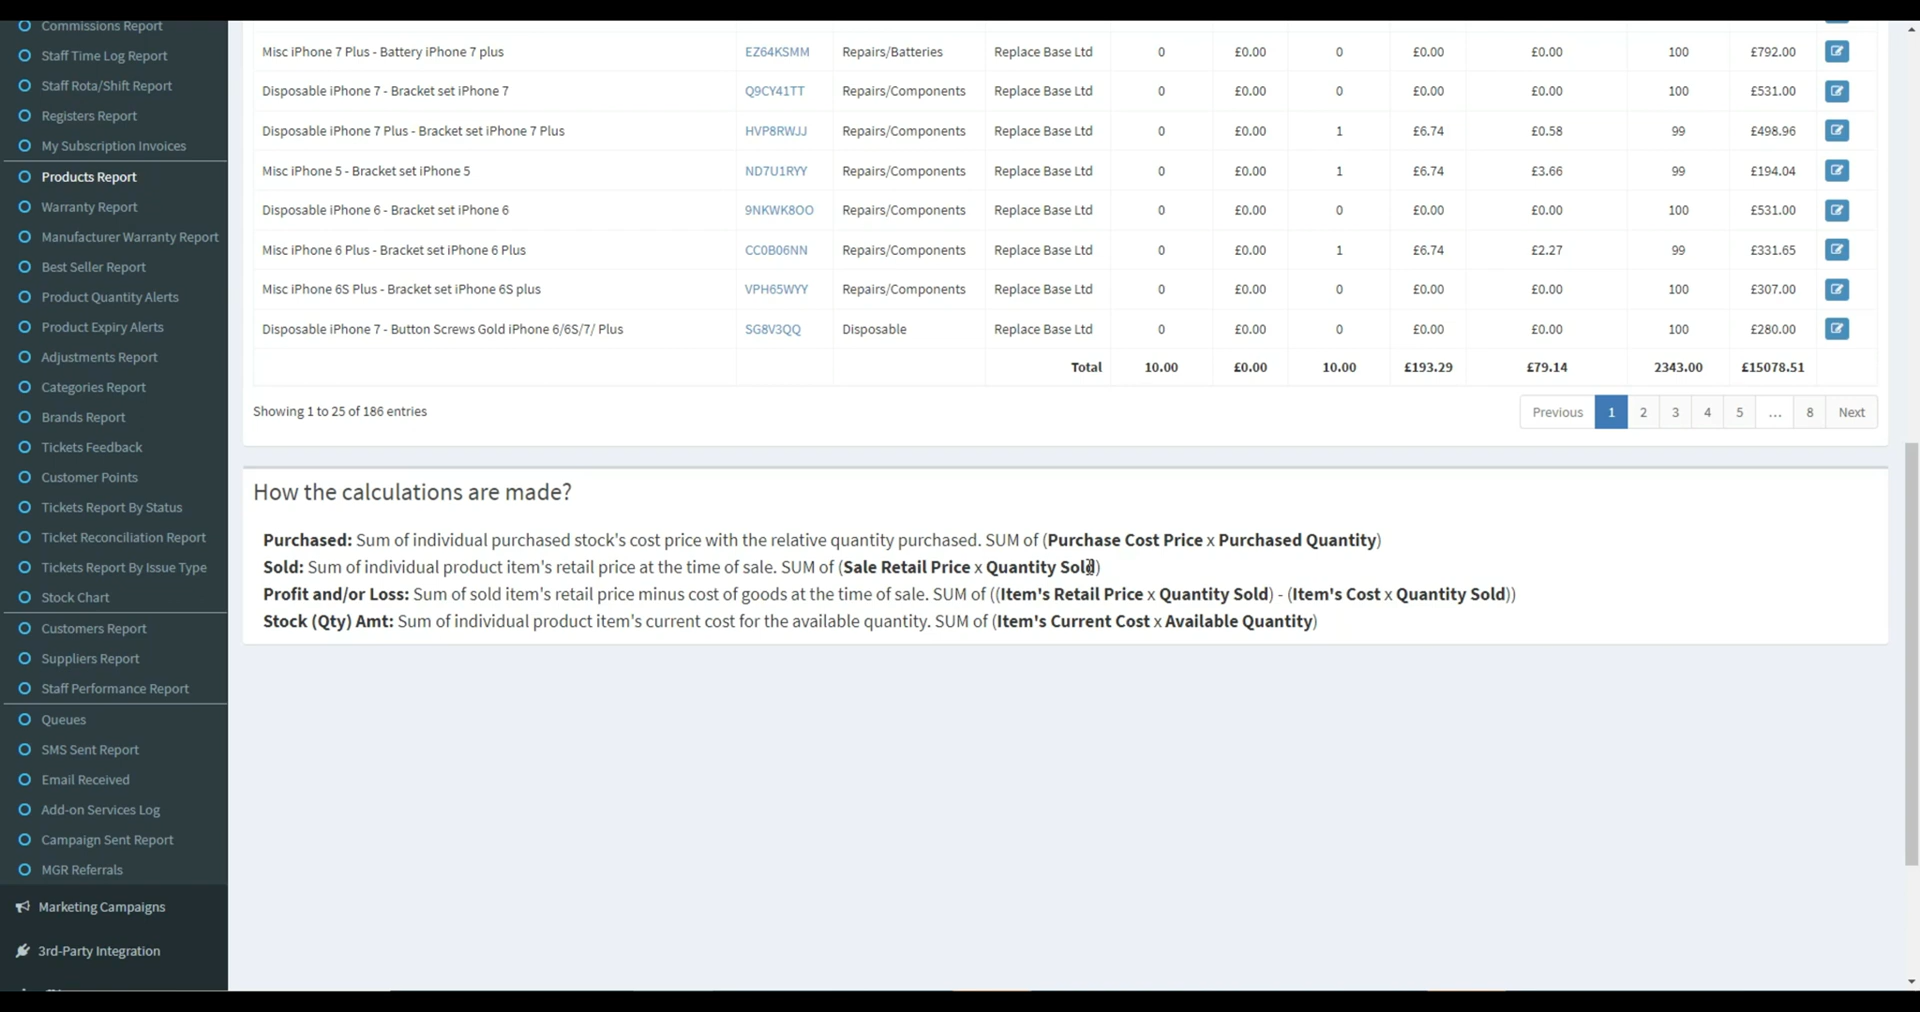 Commissions Report
Staff Time Log Report
Staff Rota/Shift Report
Registers Report
My Subscription Invoices
Products Report
Warranty Report
Manufacturer Warranty Report
Best Seller Report
Product Quantity Alerts
Product Expiry Alerts
Adjustments Report
Categories Report
Brands Report
Tickets Feedback
Customer Points
Tickets Report By Status
Ticket Reconciliation Report
Tickets Report By Issue Type
Stock Chart
Customers Report
Suppliers Report
Staff Performance Report
Queues
SMS Sent Report
Email Received
Add-on Services Log
Campaign Sent Report
MGR Referrals
Marketing Campaigns
3rd-Party Integration
Misc iPhone 7 Plus - Battery iPhone 7 plus EZ64KSMM Repairs/Batteries Replace Base Ltd 0 £0.00 0 £0.00 £0.00 100 £792.00
Disposable iPhone 7 - Bracket set iPhone 7 Q9CY41TT Repairs/Components Replace Base Ltd 0 £0.00 0 £0.00 £0.00 100 £531.00
Disposable iPhone 7 Plus - Bracket set iPhone 7 Plus HVP8RWJJ Repairs/Components Replace Base Ltd 0 £0.00 1 £6.74 £0.58 99 £498.96
Misc iPhone 5 - Bracket set iPhone 5 ND7U1RYY Repairs/Components Replace Base Ltd 0 £0.00 1 £6.74 £3.66 99 £194.04
Disposable iPhone 6 - Bracket set iPhone 6 9NKWK8OO Repairs/Components Replace Base Ltd 0 £0.00 0 £0.00 £0.00 100 £531.00
Misc iPhone 6 Plus - Bracket set iPhone 6 Plus CC0B06NN Repairs/Components Replace Base Ltd 0 £0.00 1 £6.74 £2.27 99 £331.65
Misc iPhone 6S Plus - Bracket set iPhone 6S plus VPH65WYY Repairs/Components Replace Base Ltd 0 £0.00 0 £0.00 £0.00 100 £307.00
Disposable iPhone 7 - Button Screws Gold iPhone 6/6S/7/ Plus SG8V3QQ Disposable Replace Base Ltd 0 £0.00 0 £0.00 £0.00 100 £280.00
Total 10.00 £0.00 10.00 £193.29 £79.14 2343.00 £15078.51
Showing 1 to 25 of 186 entries Previous 1 2 3 4 5 ... 8 Next
How the calculations are made?
Purchased: Sum of individual purchased stock's cost price with the relative quantity purchased. SUM of (Purchase Cost Price x Purchased Quantity)
Sold: Sum of individual product item's retail price at the time of sale. SUM of (Sale Retail Price x Quantity Sold)
Profit and/or Loss: Sum of sold item's retail price minus cost of goods at the time of sale. SUM of ((Item's Retail Price x Quantity Sold) - (Item's Cost x Quantity Sold))
Stock (Qty) Amt: Sum of individual product item's current cost for the available quantity. SUM of (Item's Current Cost x Available Quantity)